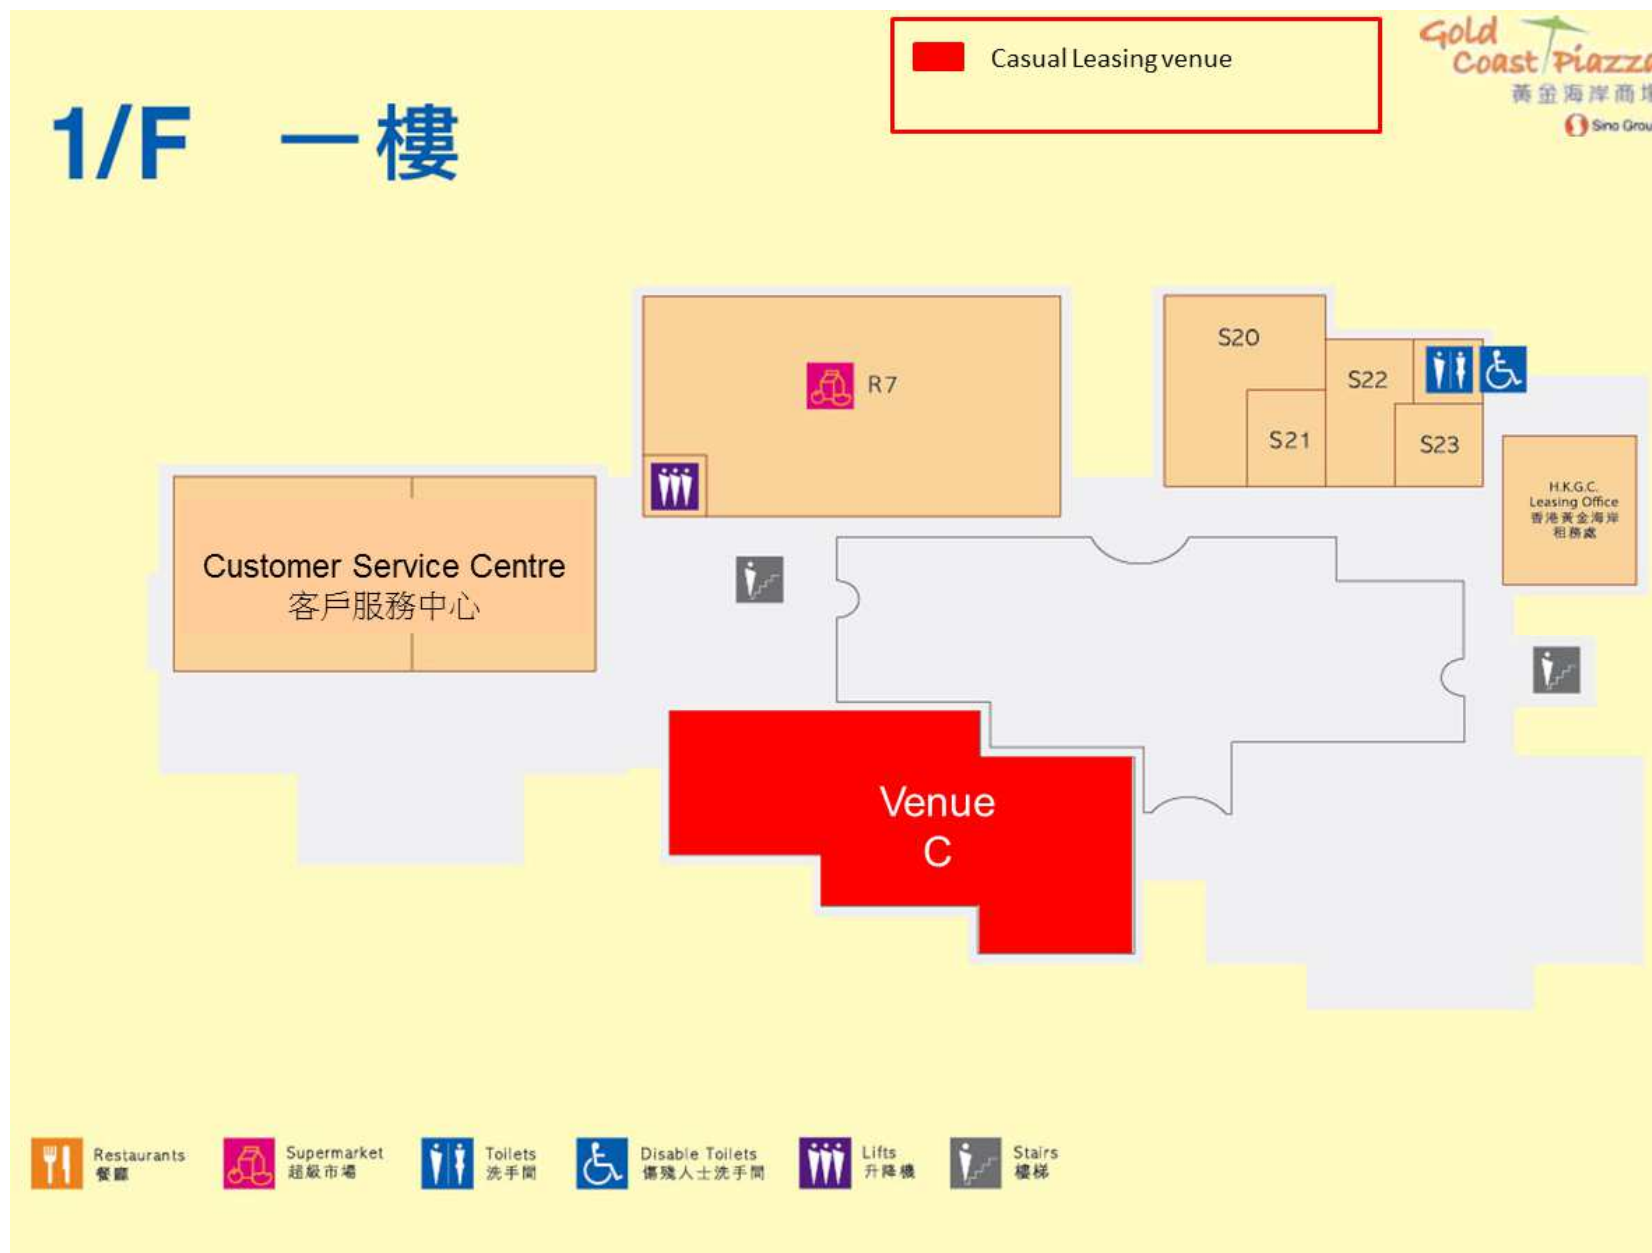 Casual Leasing venue
Gold
Coast Piazza
黃金海岸商場
Sino Grou
1/F 一樓
S20
R7
S22
S21
S23
H.K.G.C.
Leasing Office
香港黃金海岸
租務處
Customer Service Centre
客戶服務中心
Venue
C
Restaurants
餐廳
Supermarket
超級市場
Toilets
洗手間
Disable Toilets
傷殘人士洗手間
Lifts
升降機
Stairs
樓梯